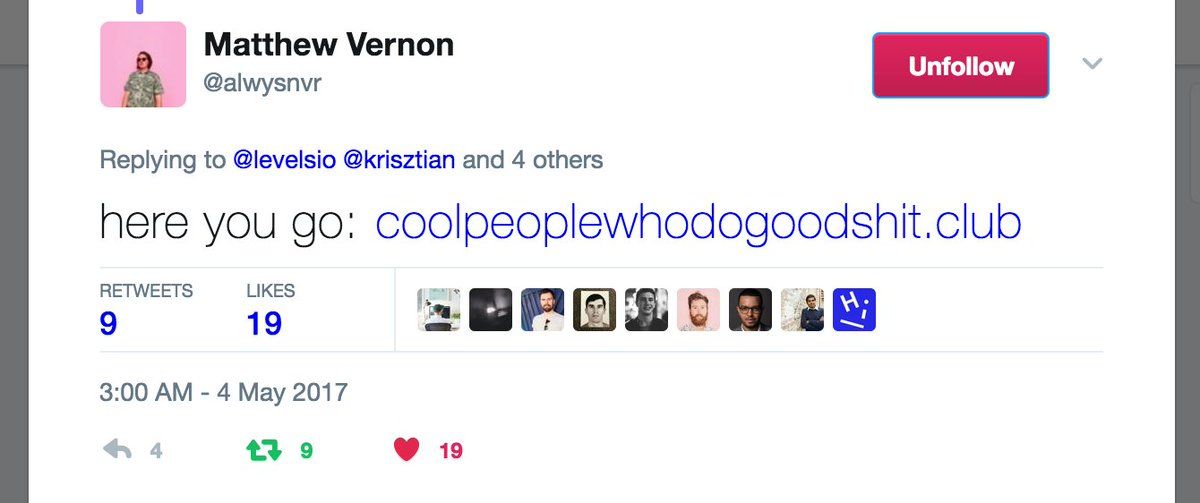 Matthew Vernon
@alwysnvr
Unfollow
Replying to @levelsio @krisztian and 4 others
here you go: coolpeoplewhodogoodshit.club
RETWEETS LIKES
9 19
H.
3:00 AM - 4 May 2017
4 9 19